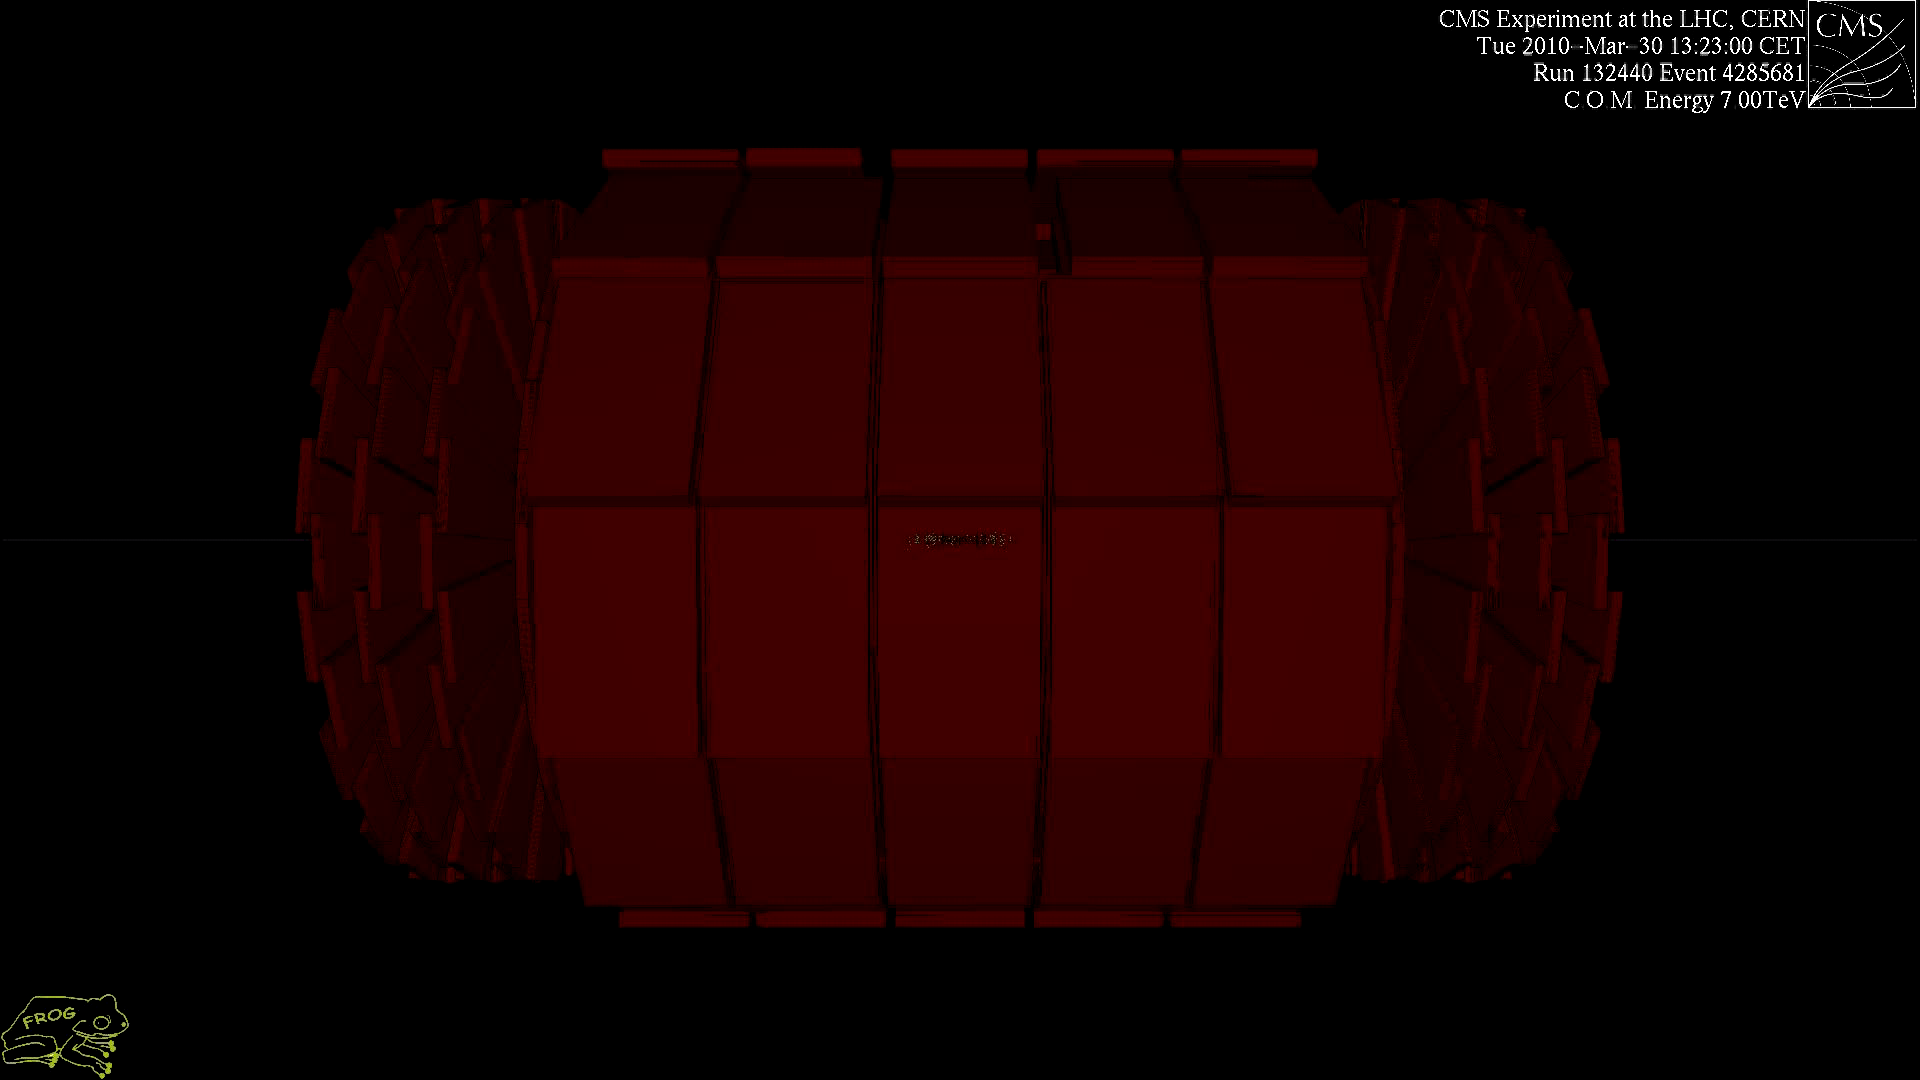 CMS Experiment at the LHC, CERN
Tue 2010-Mar-30 13:23:00 CET
Run 132440 Event 4285681
C O M Energy 7 00TeV
CMS
FROG